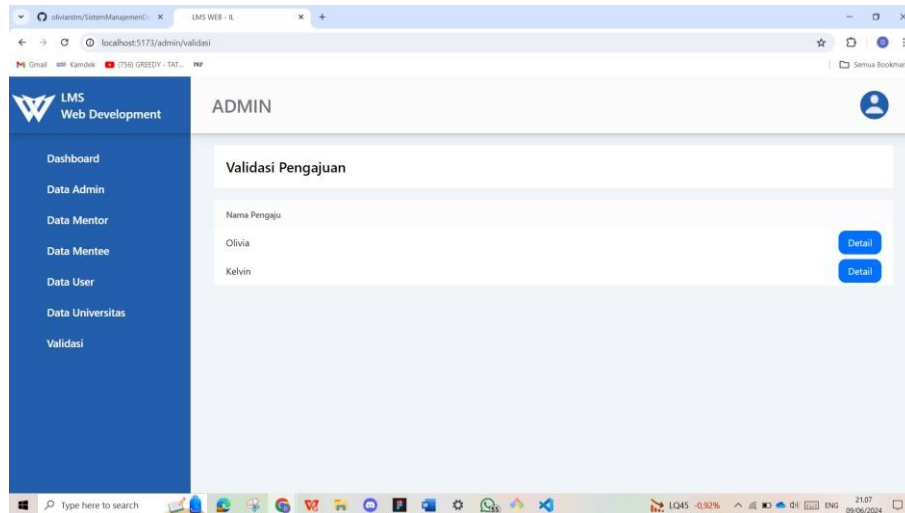 oliviarstm/SistemManajemenD
LMS WEB - IL
localhost:5173/admin/validasi
Gmail
Kamdek
(756) GREEDY - TAT...
Semua Bookmar
LMS
Web Development
ADMIN
Dashboard
Data Admin
Data Mentor
Data Mentee
Data User
Data Universitas
Validasi
Validasi Pengajuan
Nama Pengaju
Olivia
Detail
Kelvin
Detail
Type here to search
LQ45 -0.92%
ENG
21.07
09/06/2024